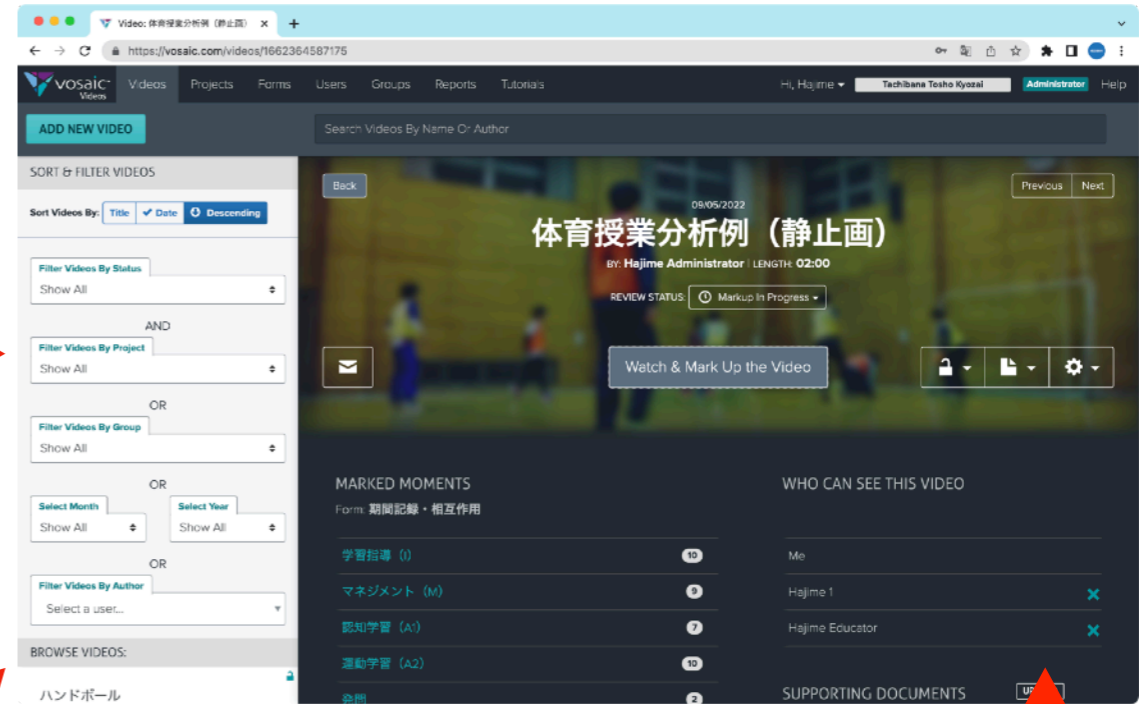 Video: 体育授業分析例（静止画）
https://vosaic.com/videos/1662364587175
vosaic
Videos
Videos Projects Forms Users Groups Reports Tutorials
Hi, Hajime
Tachibana Tosho Kyozai
Administrator
Help
ADD NEW VIDEO
Search Videos By Name Or Author
SORT & FILTER VIDEOS
Sort Videos By: Title Date Descending
Filter Videos By Status
Show All
AND
Filter Videos By Project
Show All
OR
Filter Videos By Group
Show All
OR
Select Month Select Year
Show All Show All
OR
Filter Videos By Author
Select a user...
BROWSE VIDEOS:
ハンドボール
Back
Previous Next
09/05/2022
体育授業分析例（静止画）
BY: Hajime Administrator | LENGTH: 02:00
REVIEW STATUS: Markup In Progress
Watch & Mark Up the Video
MARKED MOMENTS
Form: 期間記録・相互作用
学習指導（I） 10
マネジメント（M） 9
認知学習（A1） 7
運動学習（A2） 10
発問 2
WHO CAN SEE THIS VIDEO
Me
Hajime 1
Hajime Educator
SUPPORTING DOCUMENTS